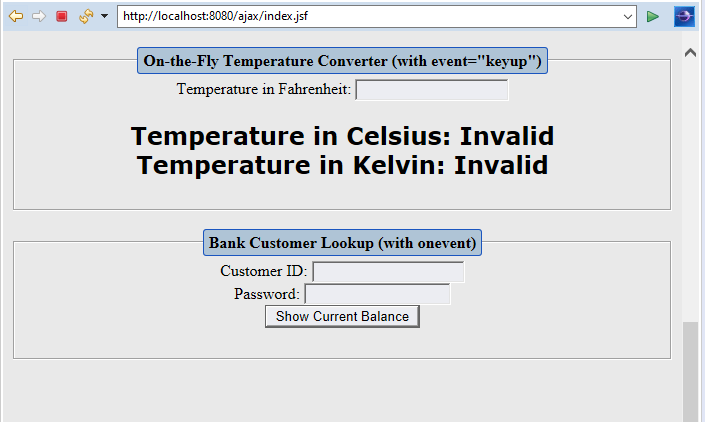 http://localhost:8080/ajax/index.jsf
On-the-Fly Temperature Converter (with event="keyup")
Temperature in Fahrenheit:
Temperature in Celsius: Invalid
Temperature in Kelvin: Invalid
Bank Customer Lookup (with onevent)
Customer ID:
Password:
Show Current Balance